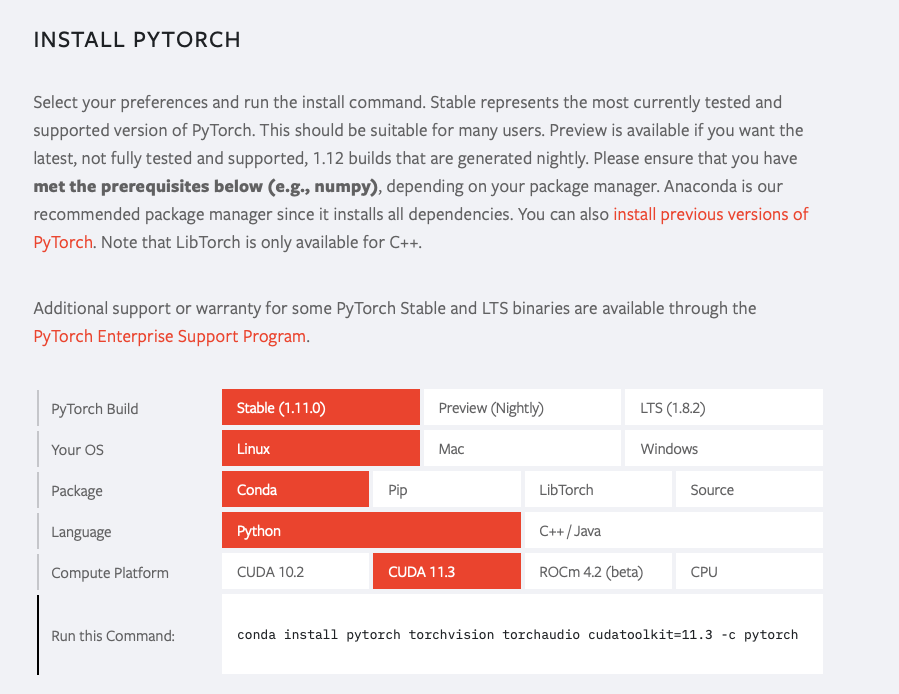 INSTALL PYTORCH
Select your preferences and run the install command. Stable represents the most currently tested and
supported version of PyTorch. This should be suitable for many users. Preview is available if you want the
latest, not fully tested and supported, 1.12 builds that are generated nightly. Please ensure that you have
met the prerequisites below (e.g., numpy), depending on your package manager. Anaconda is our
recommended package manager since it installs all dependencies. You can also install previous versions of
PyTorch. Note that LibTorch is only available for C++.
Additional support or warranty for some PyTorch Stable and LTS binaries are available through the
PyTorch Enterprise Support Program.
PyTorch Build Stable (1.11.0) Preview (Nightly) LTS (1.8.2)
Your OS Linux Mac Windows
Package Conda Pip LibTorch Source
Language Python C++ / Java
Compute Platform CUDA 10.2 CUDA 11.3 ROCm 4.2 (beta) CPU
Run this Command: conda install pytorch torchvision torchaudio cudatoolkit=11.3 -c pytorch